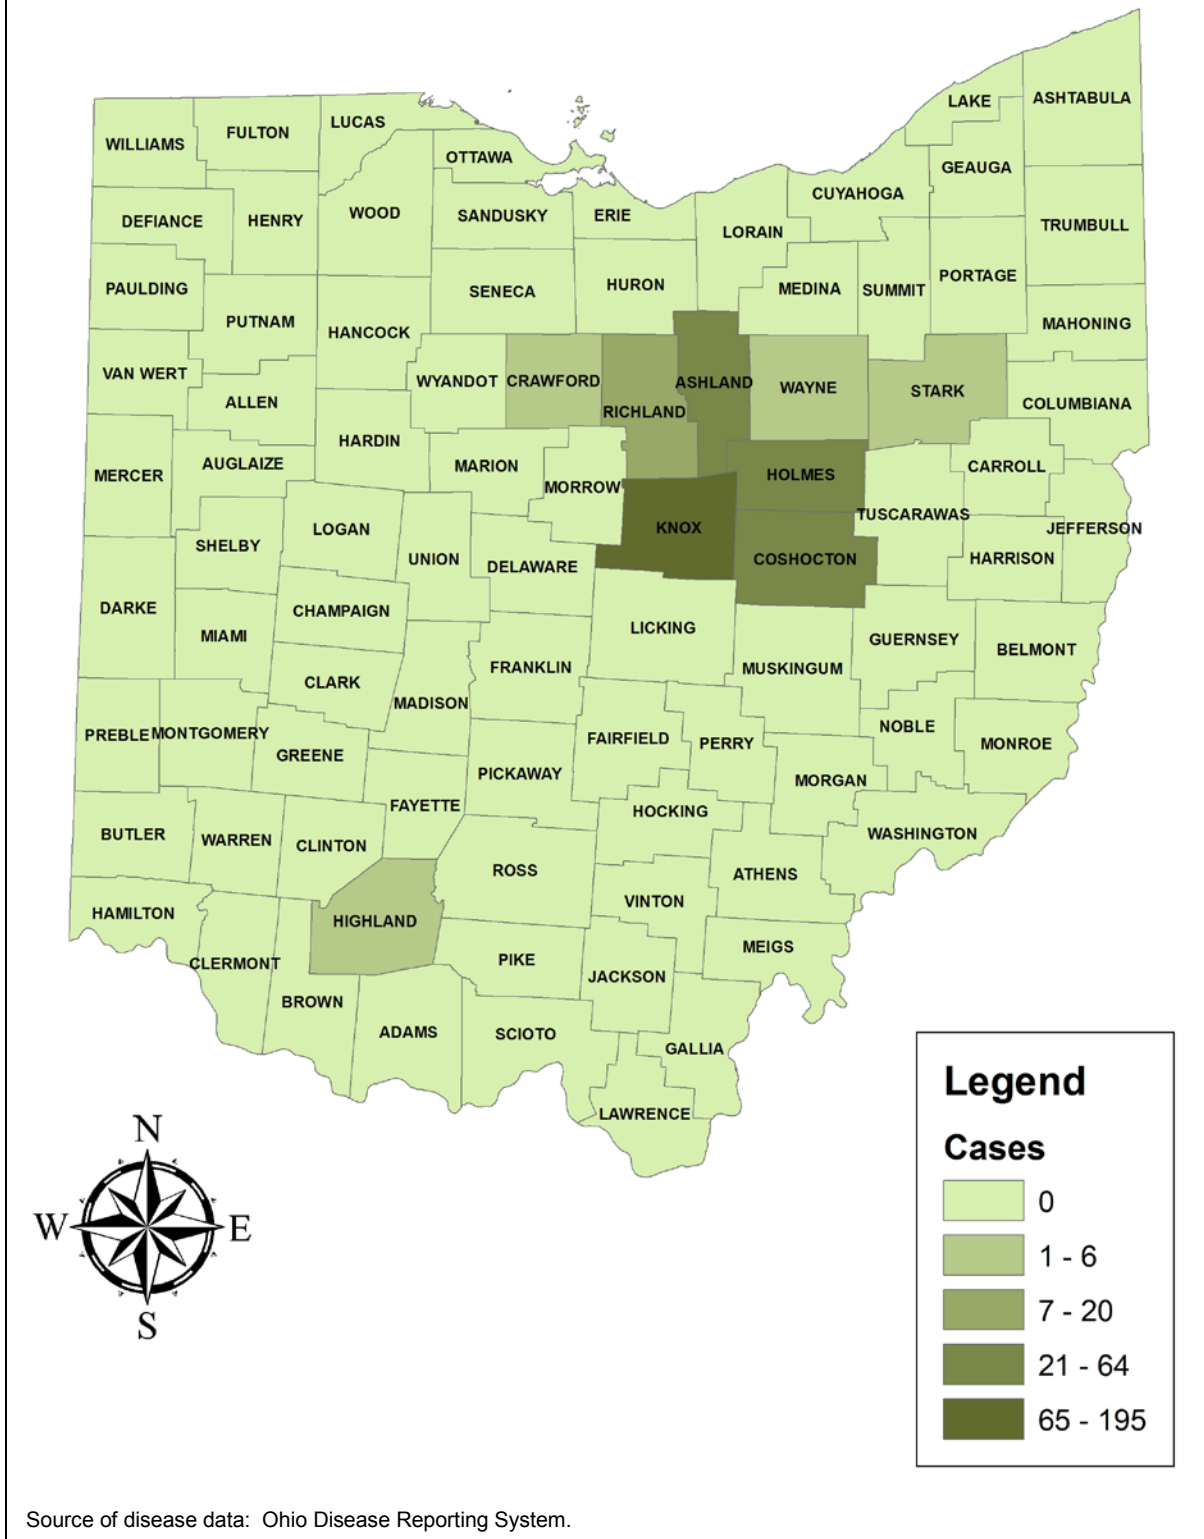 LAKE
ASHTABULA
LUCAS
FULTON
WILLIAMS
OTTAWA
GEAUGA
CUYAHOGA
DEFIANCE
HENRY
WOOD
SANDUSKY
ERIE
LORAIN
TRUMBULL
PAULDING
SENECA
HURON
MEDINA
SUMMIT
PORTAGE
PUTNAM
HANCOCK
MAHONING
VAN WERT
WYANDOT
CRAWFORD
ASHLAND
WAYNE
STARK
ALLEN
RICHLAND
COLUMBIANA
HARDIN
AUGLAIZE
MERCER
MARION
HOLMES
CARROLL
MORROW
TUSCARAWAS
LOGAN
KNOX
JEFFERSON
SHELBY
UNION
DELAWARE
COSHOCTON
HARRISON
DARKE
CHAMPAIGN
MIAMI
LICKING
GUERNSEY
BELMONT
CLARK
FRANKLIN
MUSKINGUM
MADISON
PREBLE
MONTGOMERY
FAIRFIELD
PERRY
NOBLE
MONROE
GREENE
PICKAWAY
MORGAN
FAYETTE
HOCKING
BUTLER
WARREN
CLINTON
WASHINGTON
ROSS
ATHENS
VINTON
HAMILTON
HIGHLAND
MEIGS
CLERMONT
PIKE
JACKSON
BROWN
ADAMS
SCIOTO
GALLIA
LAWRENCE
N
W
E
S
Legend
Cases
0
1 - 6
7 - 20
21 - 64
65 - 195
Source of disease data: Ohio Disease Reporting System.